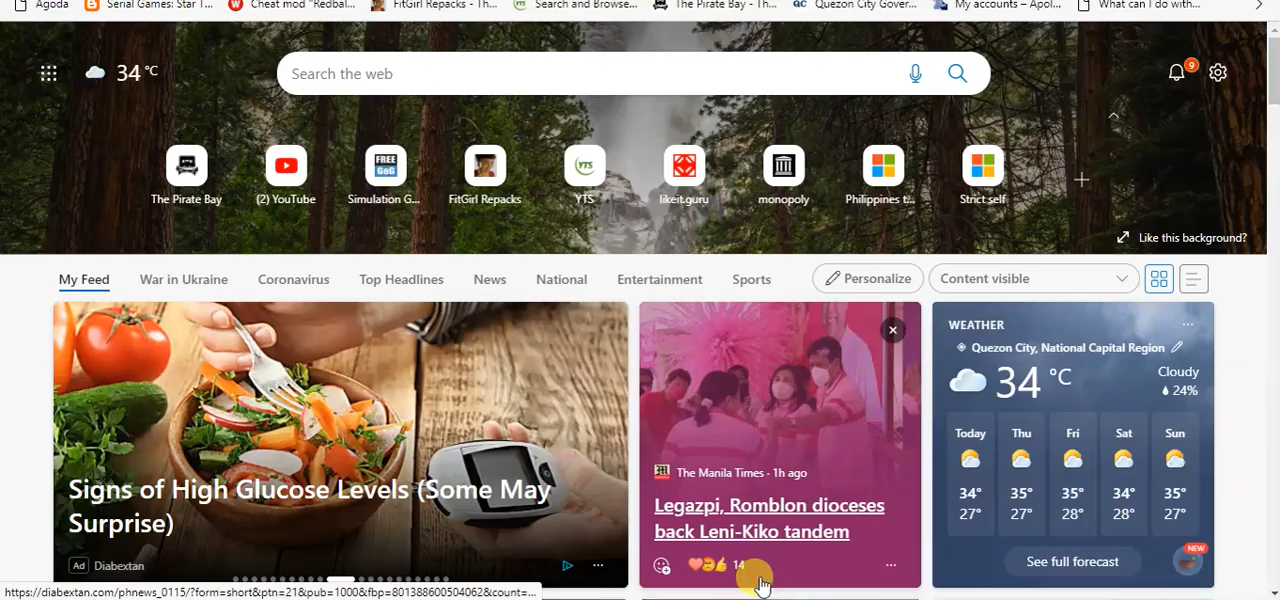 Agoda
Serial Games: Star T...
Cheat mod "Redbal...
FitGirl Repacks - Th...
Search and Browse...
The Pirate Bay - Th...
Quezon City Gover...
My accounts – Apol...
What can I do with...
34 °C
Search the web
9
The Pirate Bay
(2) YouTube
Simulation G...
FitGirl Repacks
YTS
likeit.guru
monopoly
Philippines t...
Strict self
FREE
GOG
YTS
Like this background?
My Feed
War in Ukraine
Coronavirus
Top Headlines
News
National
Entertainment
Sports
Personalize
Content visible
Signs of High Glucose Levels (Some May
Surprise)
Ad Diabextan
The Manila Times · 1h ago
Legazpi, Romblon dioceses
back Leni-Kiko tandem
14
WEATHER
Quezon City, National Capital Region
34 °C
Cloudy
24%
Today Thu Fri Sat Sun
34° 35° 35° 34° 35°
27° 27° 28° 28° 27°
See full forecast
NEW
https://diabextan.com/phnews_0115/?form=short&ptn=21&pub=1000&fbp=801388600504062&count=...